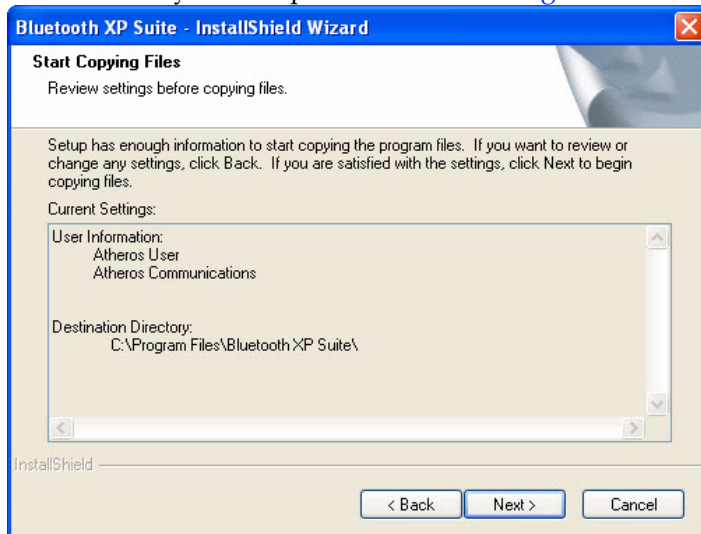 Bluetooth XP Suite - InstallShield Wizard
Start Copying Files
Review settings before copying files.
Setup has enough information to start copying the program files. If you want to review or
change any settings, click Back. If you are satisfied with the settings, click Next to begin
copying files.
Current Settings:
User Information:
Atheros User
Atheros Communications
Destination Directory:
C:\Program Files\Bluetooth XP Suite\
InstallShield
< Back Next > Cancel